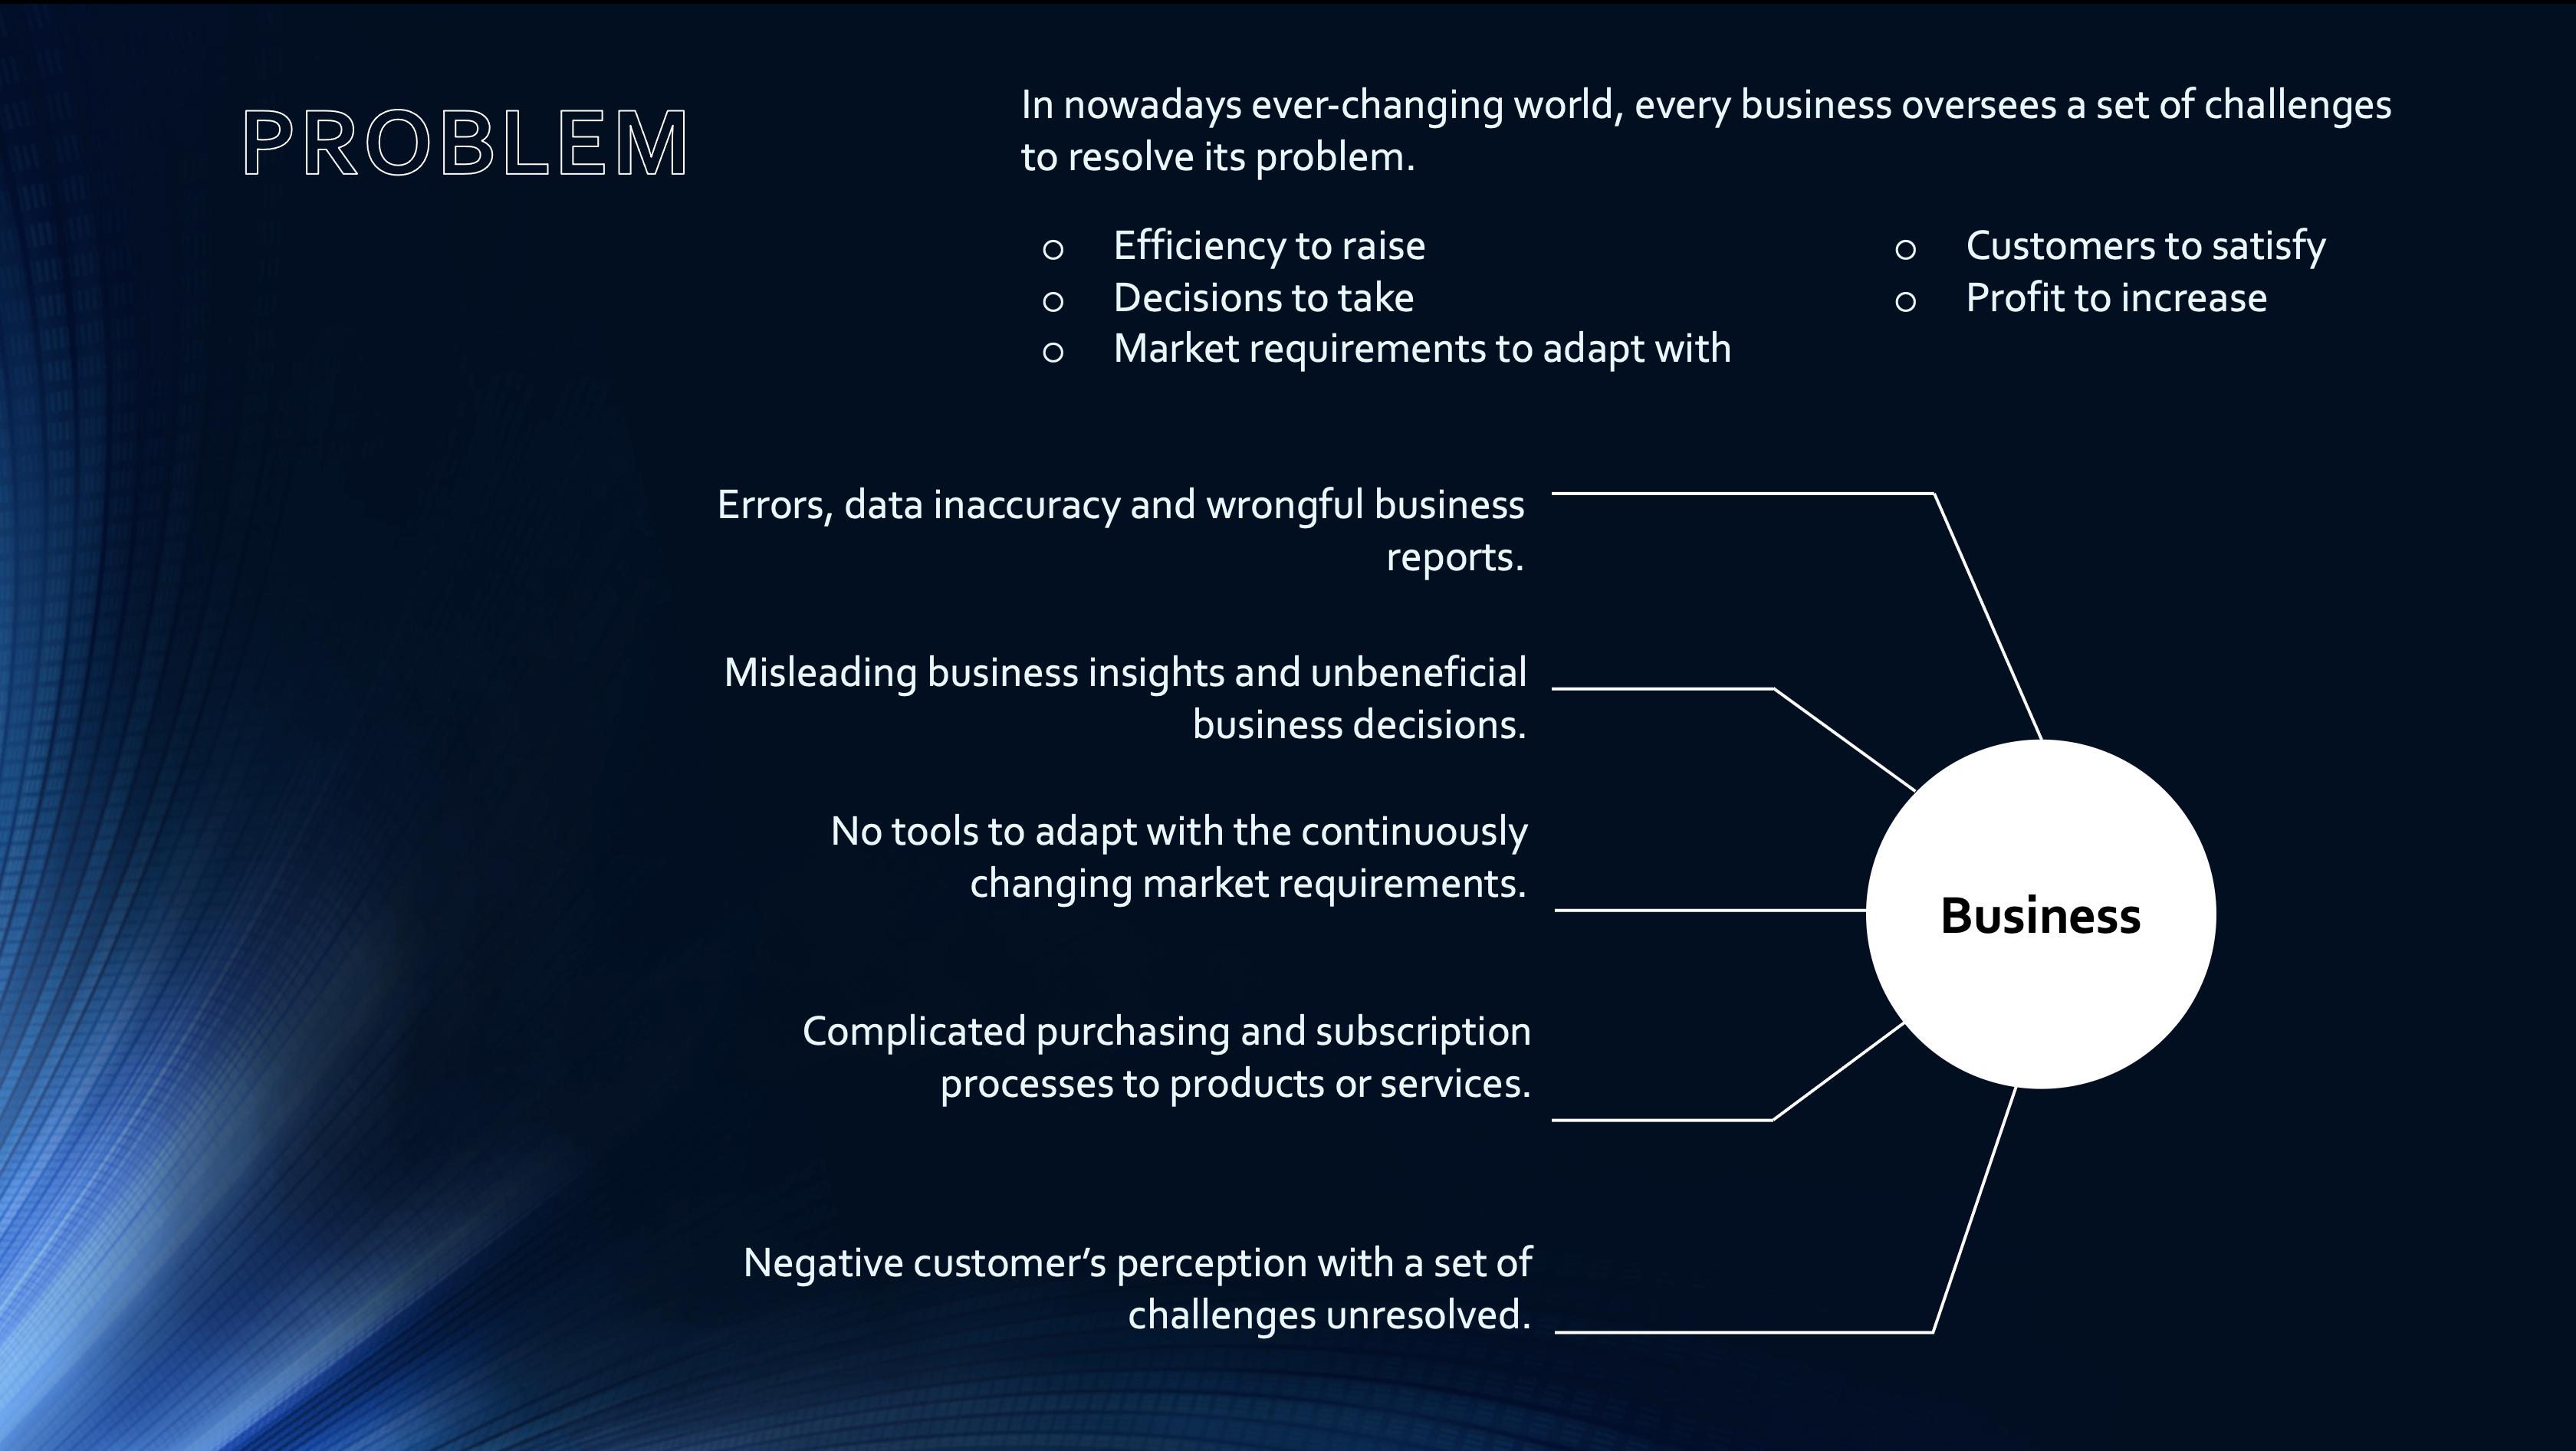 PROBLEM
In nowadays ever-changing world, every business oversees a set of challenges
to resolve its problem.
Efficiency to raise
Decisions to take
Market requirements to adapt with
Customers to satisfy
Profit to increase
Errors, data inaccuracy and wrongful business
reports.
Misleading business insights and unbeneficial
business decisions.
No tools to adapt with the continuously
changing market requirements.
Complicated purchasing and subscription
processes to products or services.
Negative customer’s perception with a set of
challenges unresolved.
Business